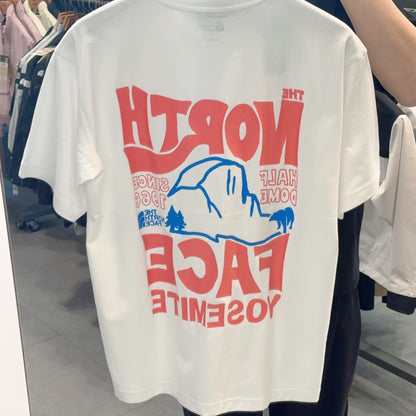 THE
NORTH
HALF SINCE
DOME 1966
THE
NORTH
FACE
FACE
YOSEMITE